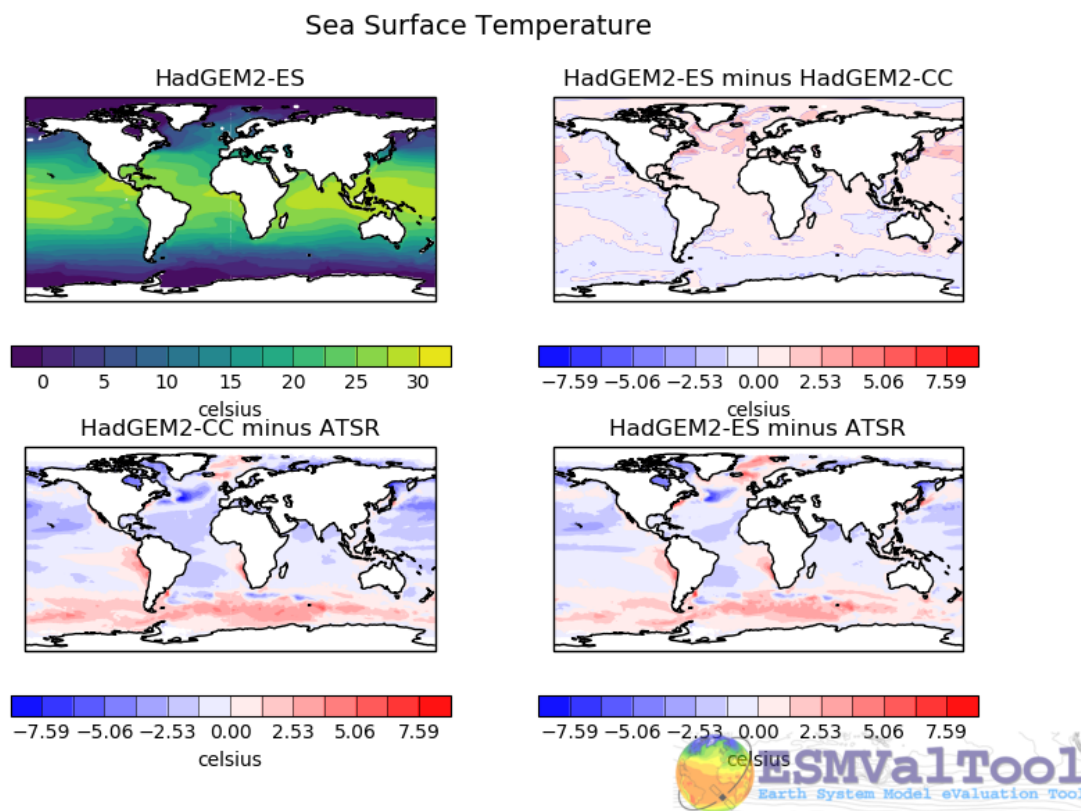 Sea Surface Temperature
HadGEM2-ES
HadGEM2-ES minus HadGEM2-CC
0 5 10 15 20 25 30
celsius
−7.59 −5.06 −2.53 0.00 2.53 5.06 7.59
celsius
HadGEM2-CC minus ATSR
HadGEM2-ES minus ATSR
−7.59 −5.06 −2.53 0.00 2.53 5.06 7.59
celsius
−7.59 −5.06 −2.53 0.00 2.53 5.06 7.59
celsius
ESMValTool
Earth System Model eValuation Tool